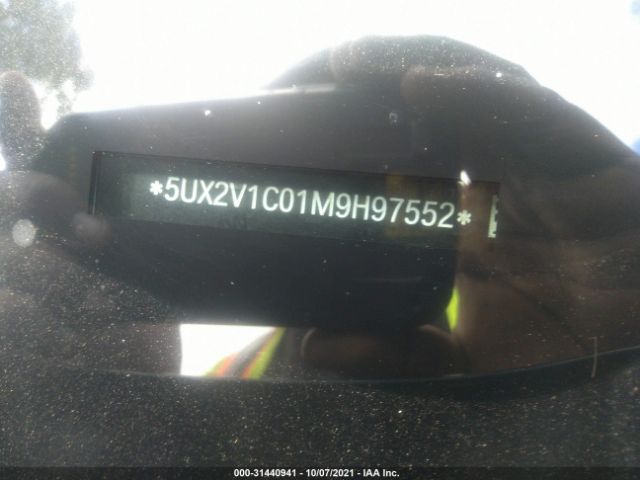 *5UX2V1C01M9H97552*
000-31440941 - 10/07/2021 - IAA Inc.